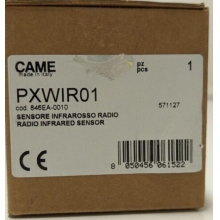 CAME
Made in Italy
pz
pcs
1
PXWIR01
cod. 846EA-0010
571127
SENSORE INFRAROSSO RADIO
RADIO INFRARED SENSOR
CE
8 050456 061522